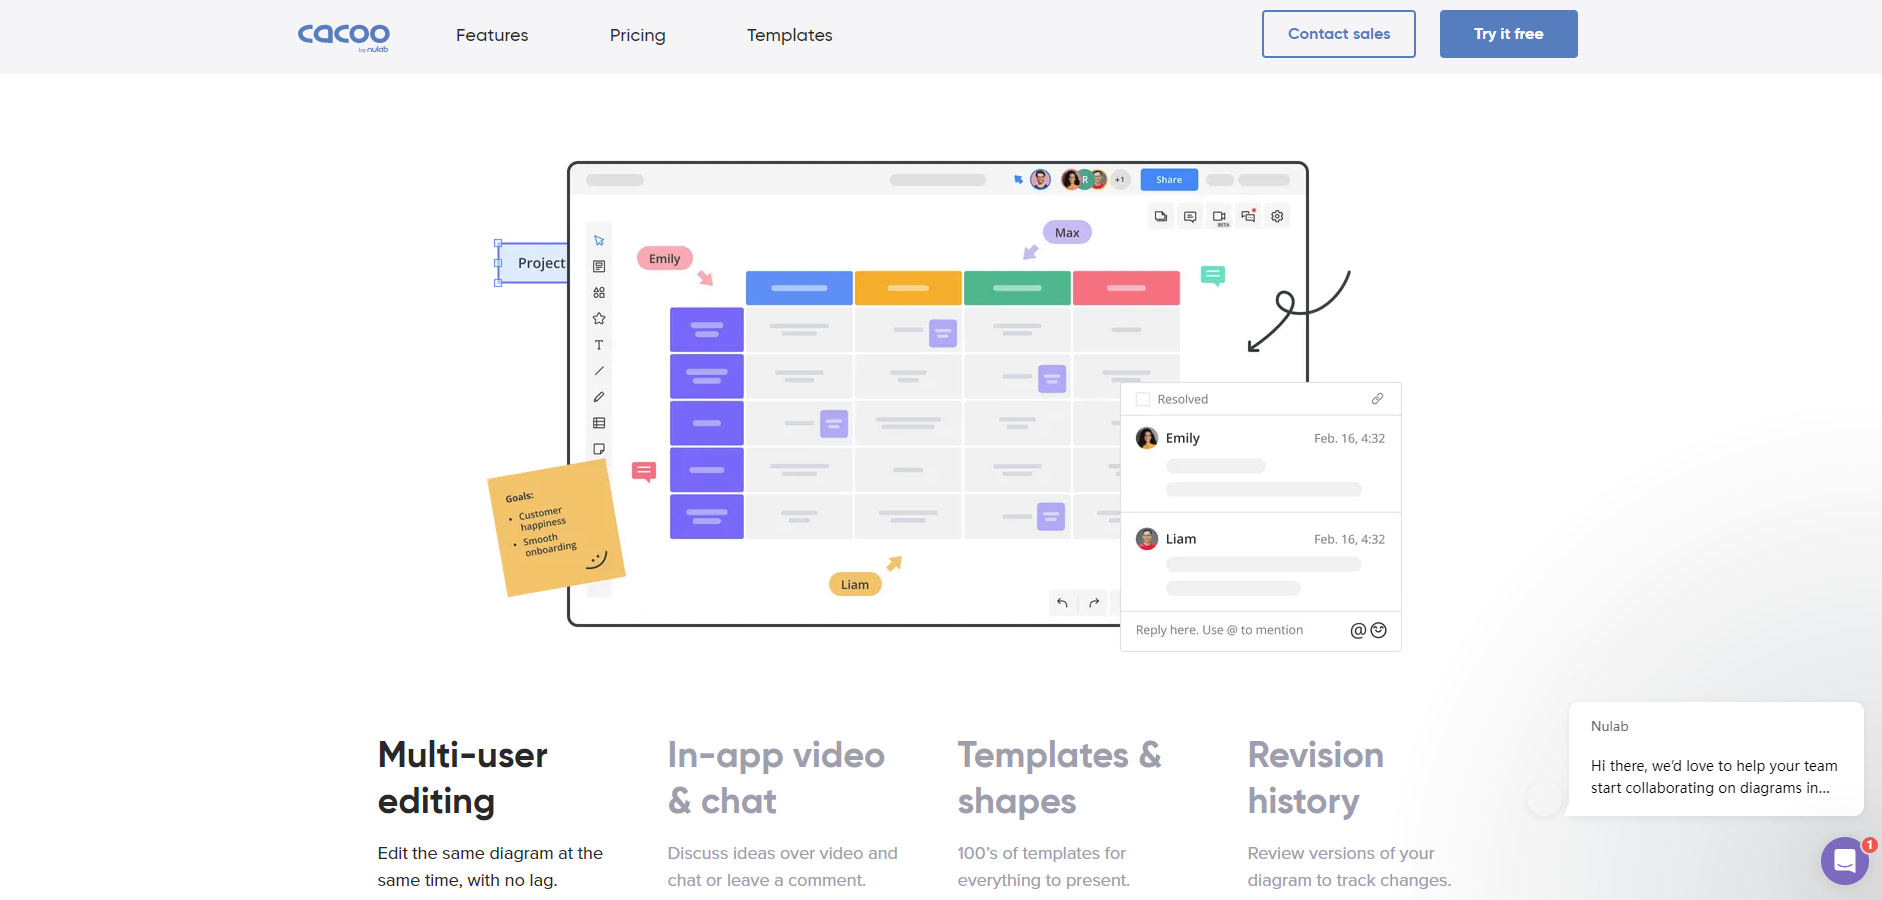 cacoo
by nulab
Features
Pricing
Templates
Contact sales
Try it free
R
+1
Share
BETA
Max
Emily
Project
Resolved
Emily
Feb. 16, 4:32
Goals:
• Customer
happiness
• Smooth
onboarding
Liam
Feb. 16, 4:32
Liam
Reply here. Use @ to mention
@
Multi-user
editing
Edit the same diagram at the
same time, with no lag.
In-app video
& chat
Discuss ideas over video and
chat or leave a comment.
Templates &
shapes
100’s of templates for
everything to present.
Revision
history
Review versions of your
diagram to track changes.
Nulab
Hi there, we’d love to help your team
start collaborating on diagrams in...
1